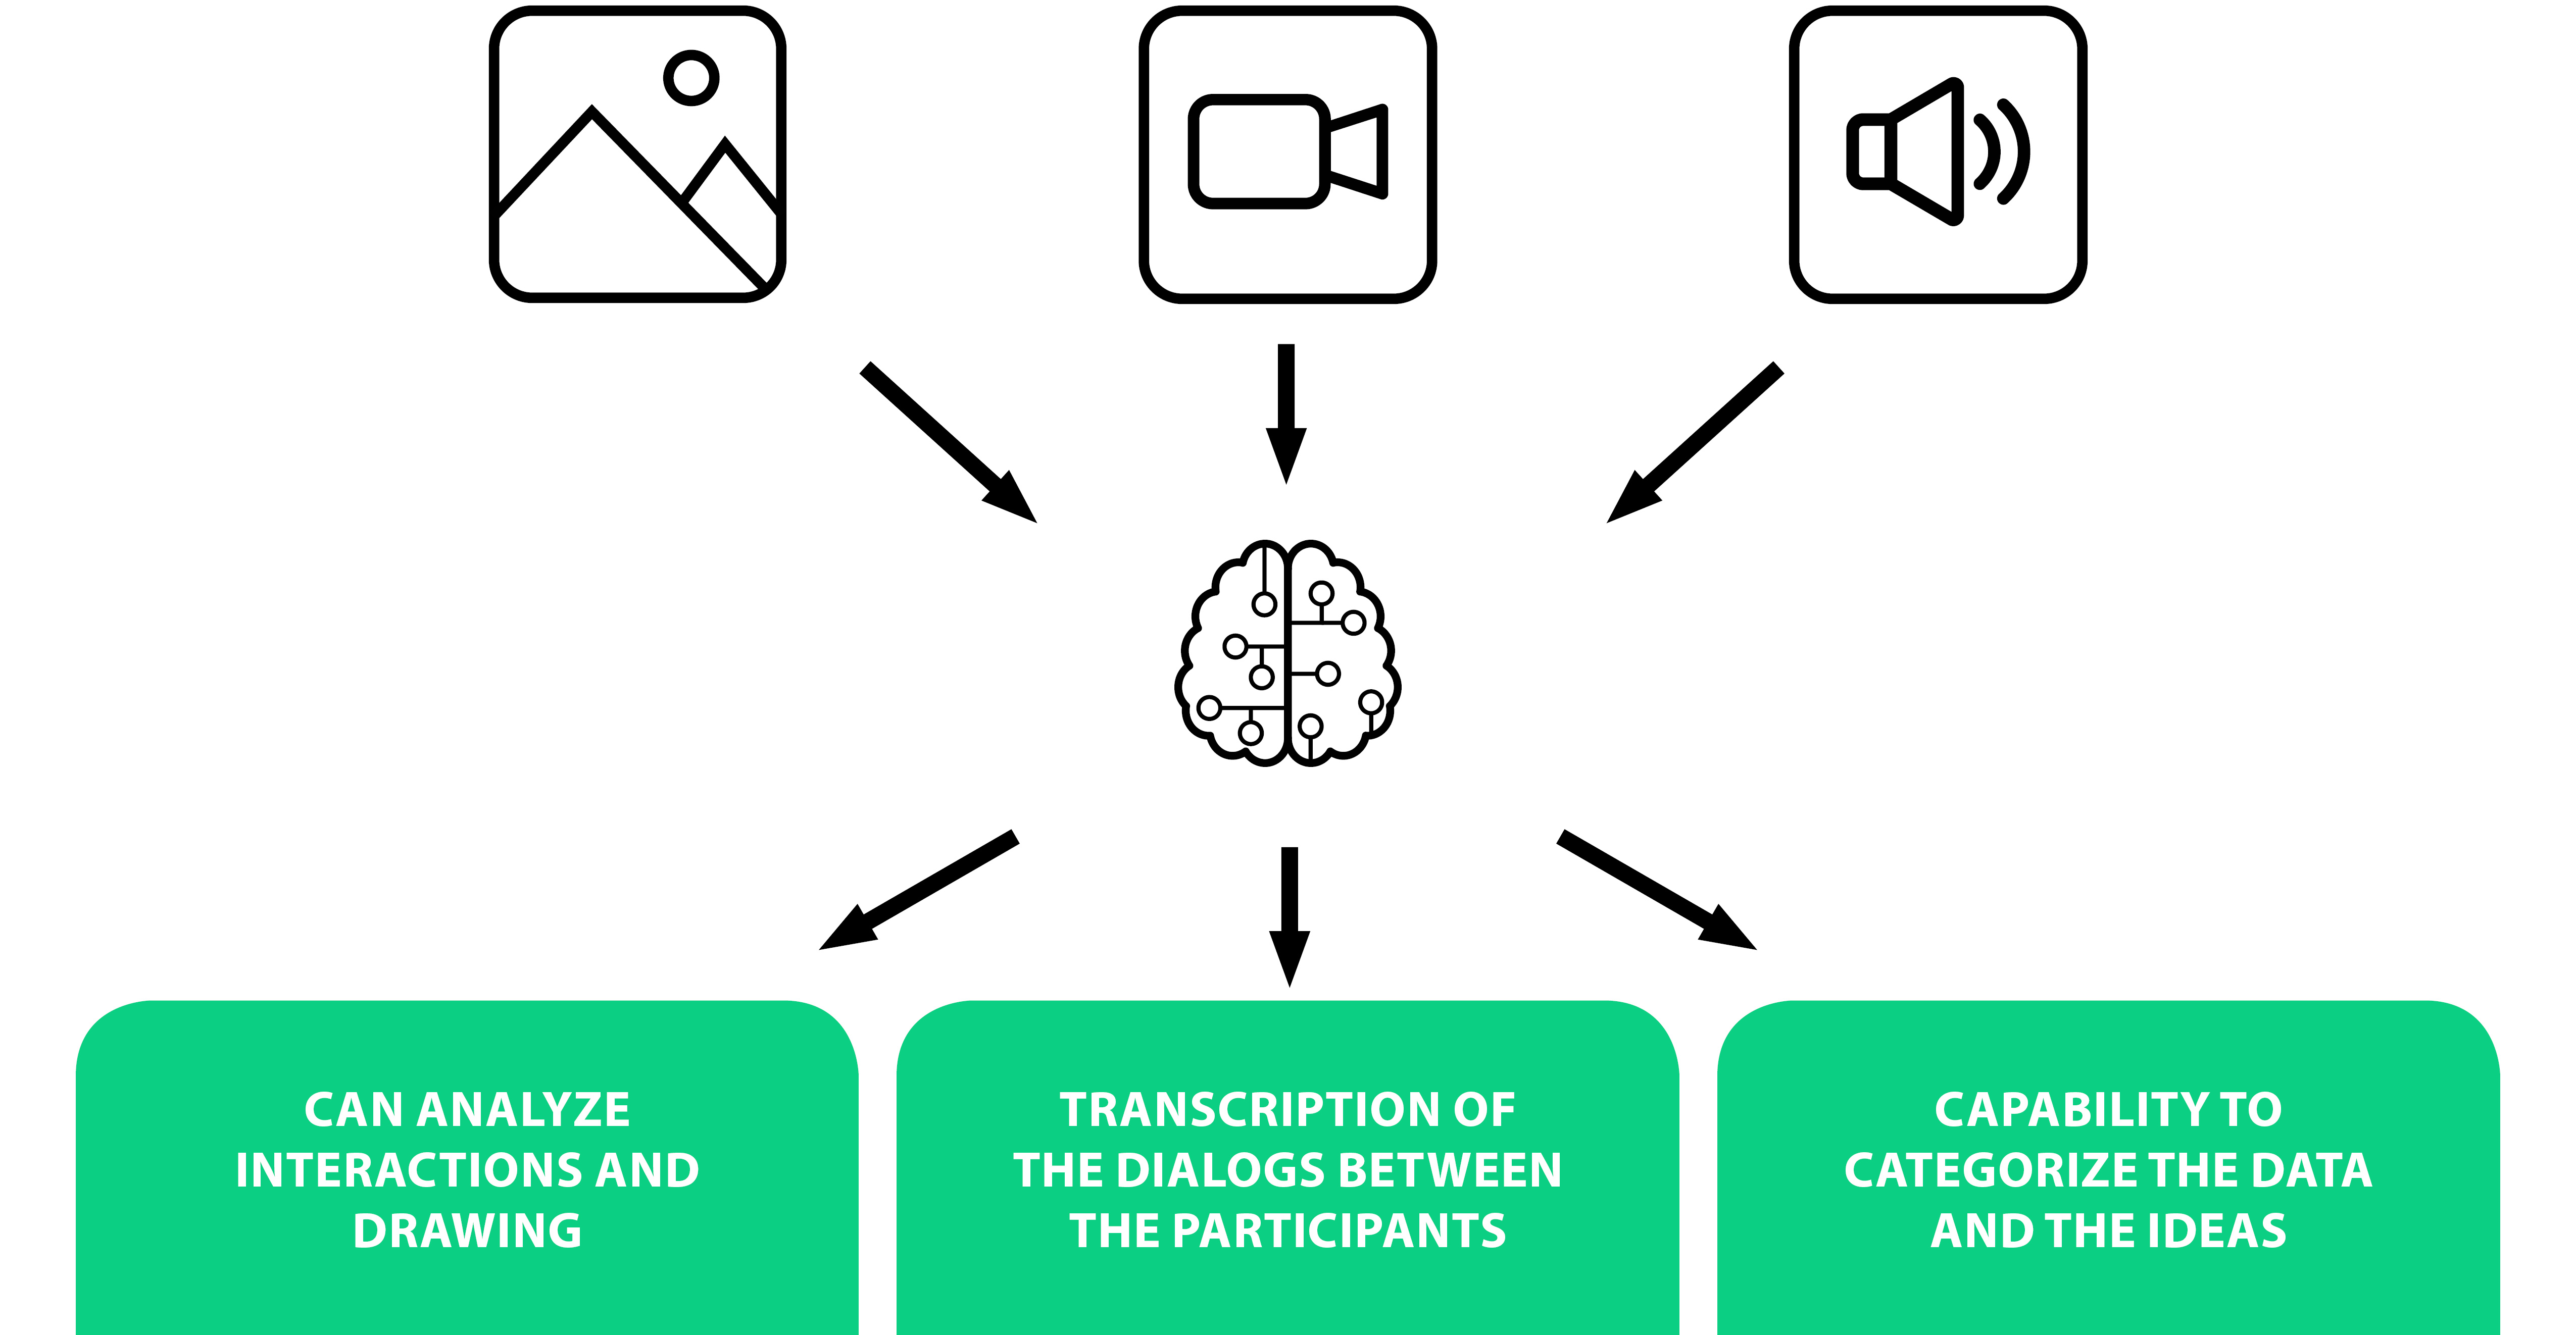 CAN ANALYZE
INTERACTIONS AND
DRAWING
TRANSCRIPTION OF
THE DIALOGS BETWEEN
THE PARTICIPANTS
CAPABILITY TO
CATEGORIZE THE DATA
AND THE IDEAS